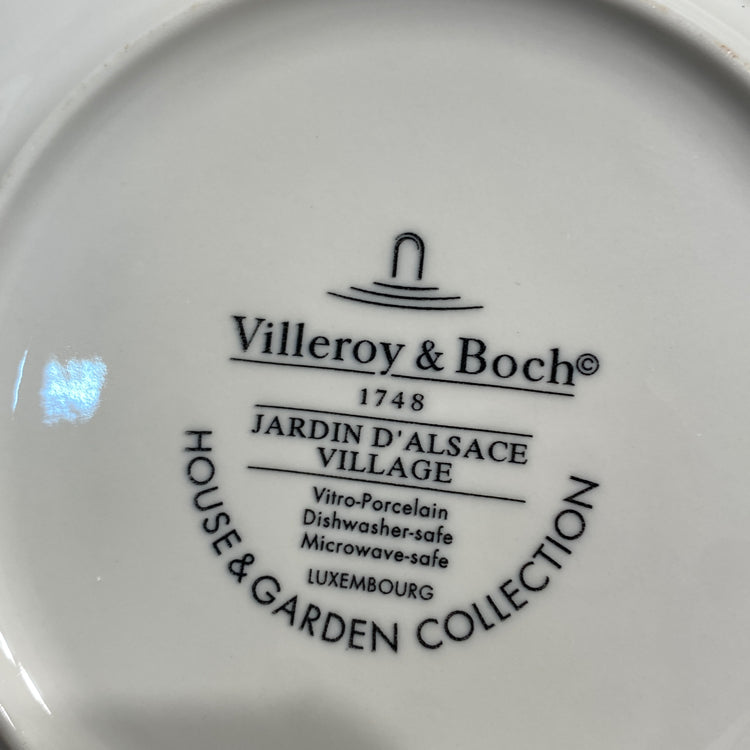 Villeroy & Boch©
1748
JARDIN D'ALSACE
VILLAGE
Vitro-Porcelain
Dishwasher-safe
Microwave-safe
LUXEMBOURG
HOUSE & GARDEN COLLECTION